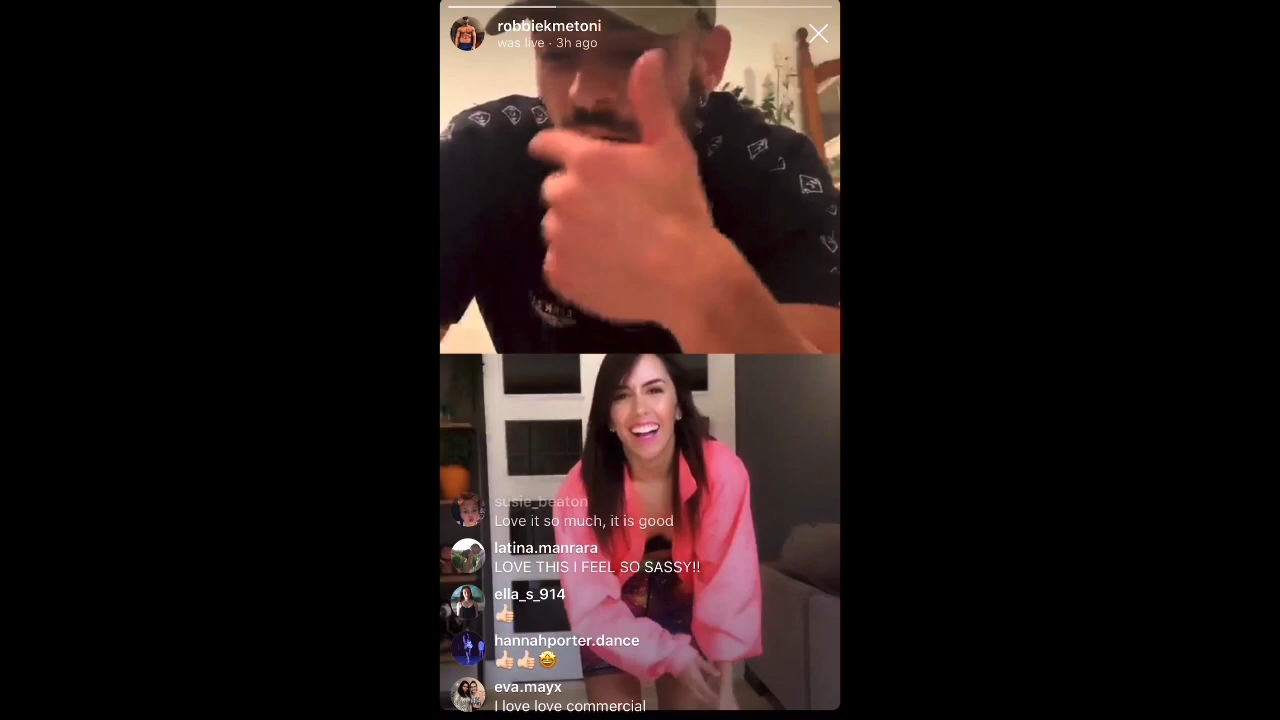 robbiekmetoni
was live · 3h ago
susie_beaton
Love it so much, it is good
latina.manrara
LOVE THIS I FEEL SO SASSY!!
ella_s_914
👍🏻
hannahporter.dance
👍🏻👍🏻🤩
eva.mayx
I love love commercial